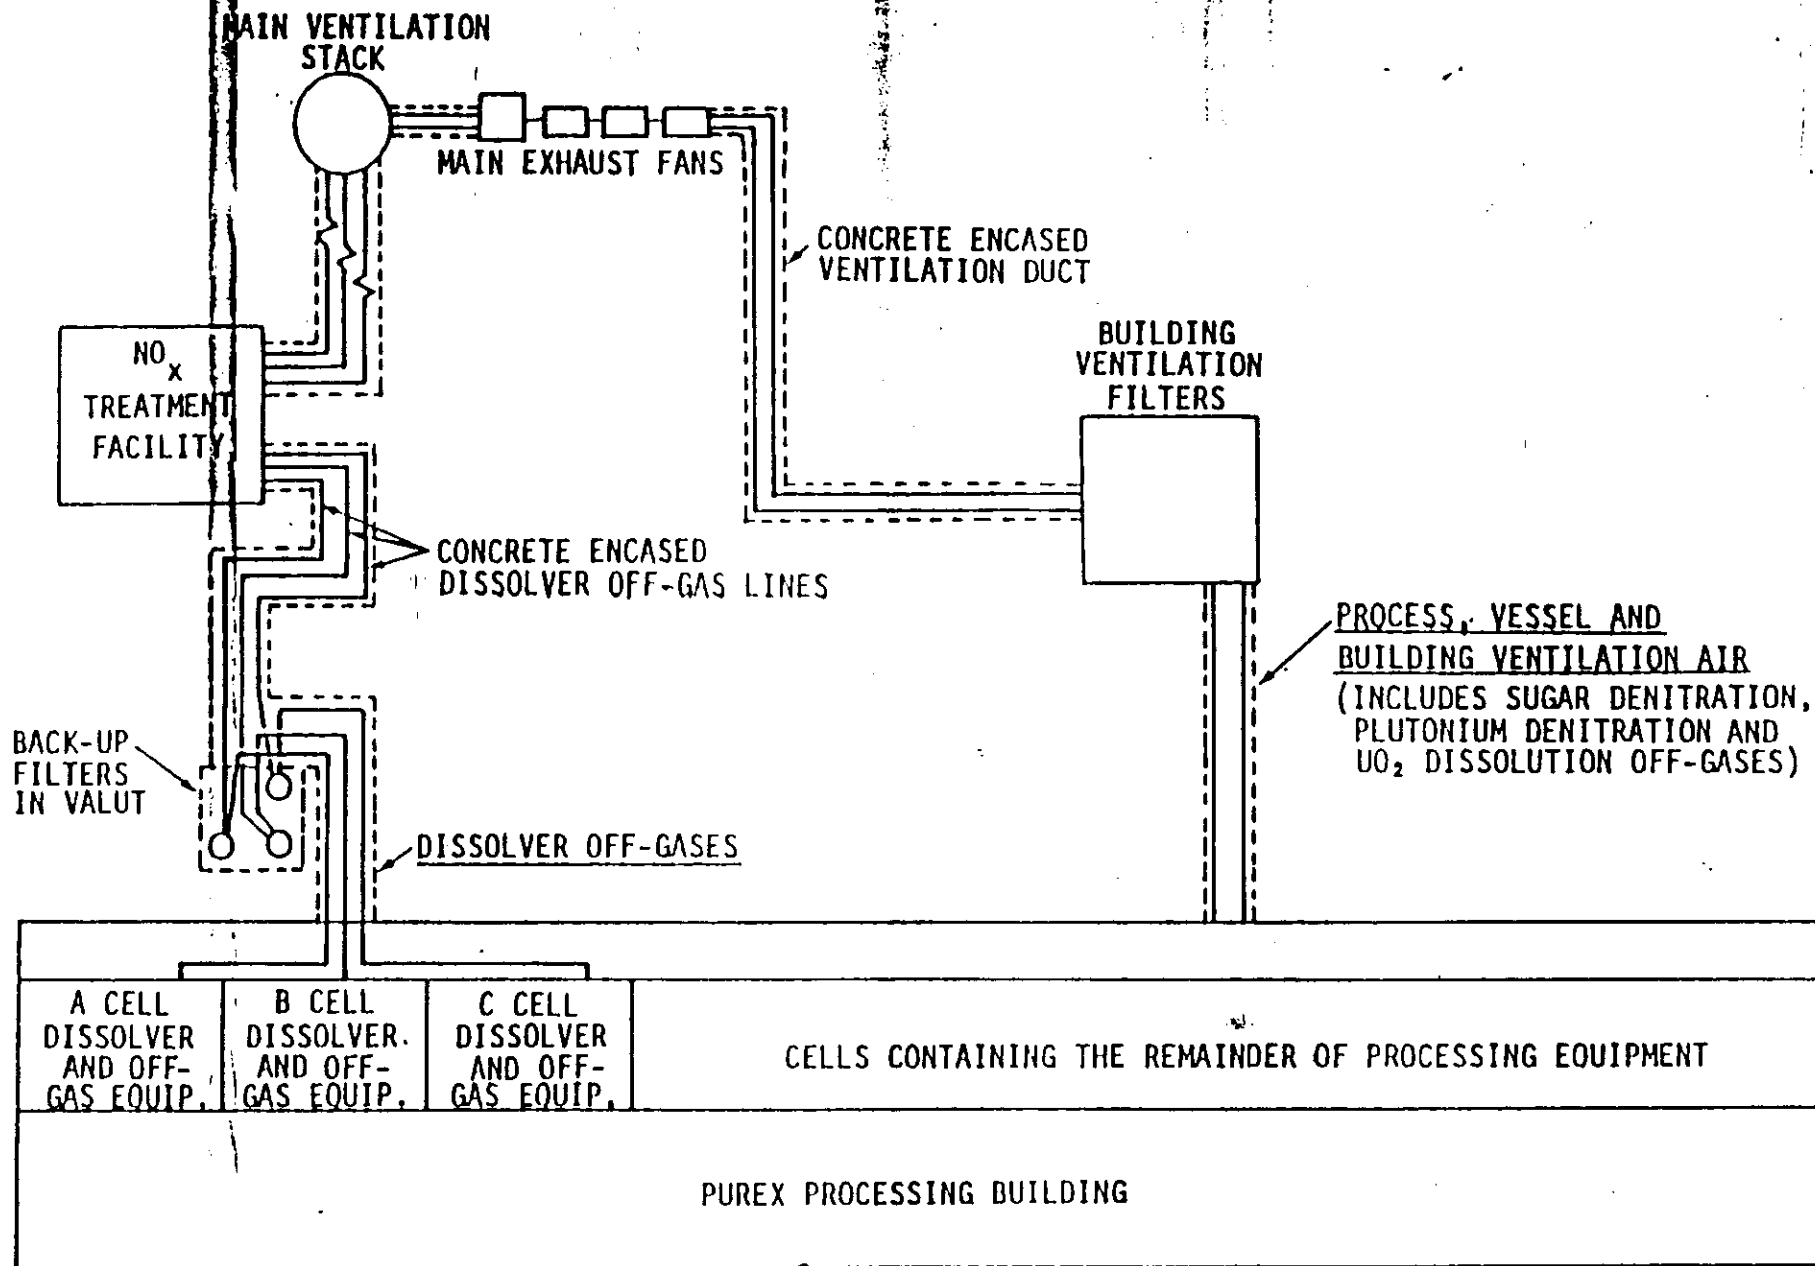 MAIN VENTILATION
STACK
MAIN EXHAUST FANS
CONCRETE ENCASED
VENTILATION DUCT
BUILDING
VENTILATION
FILTERS
NOx
TREATMENT
FACILITY
CONCRETE ENCASED
DISSOLVER OFF-GAS LINES
PROCESS, VESSEL AND
BUILDING VENTILATION AIR
(INCLUDES SUGAR DENITRATION,
PLUTONIUM DENITRATION AND
UO₂ DISSOLUTION OFF-GASES)
BACK-UP
FILTERS
IN VALUT
DISSOLVER OFF-GASES
A CELL
DISSOLVER
AND OFF-
GAS EQUIP.
B CELL
DISSOLVER
AND OFF-
GAS EQUIP.
C CELL
DISSOLVER
AND OFF-
GAS EQUIP.
CELLS CONTAINING THE REMAINDER OF PROCESSING EQUIPMENT
PUREX PROCESSING BUILDING